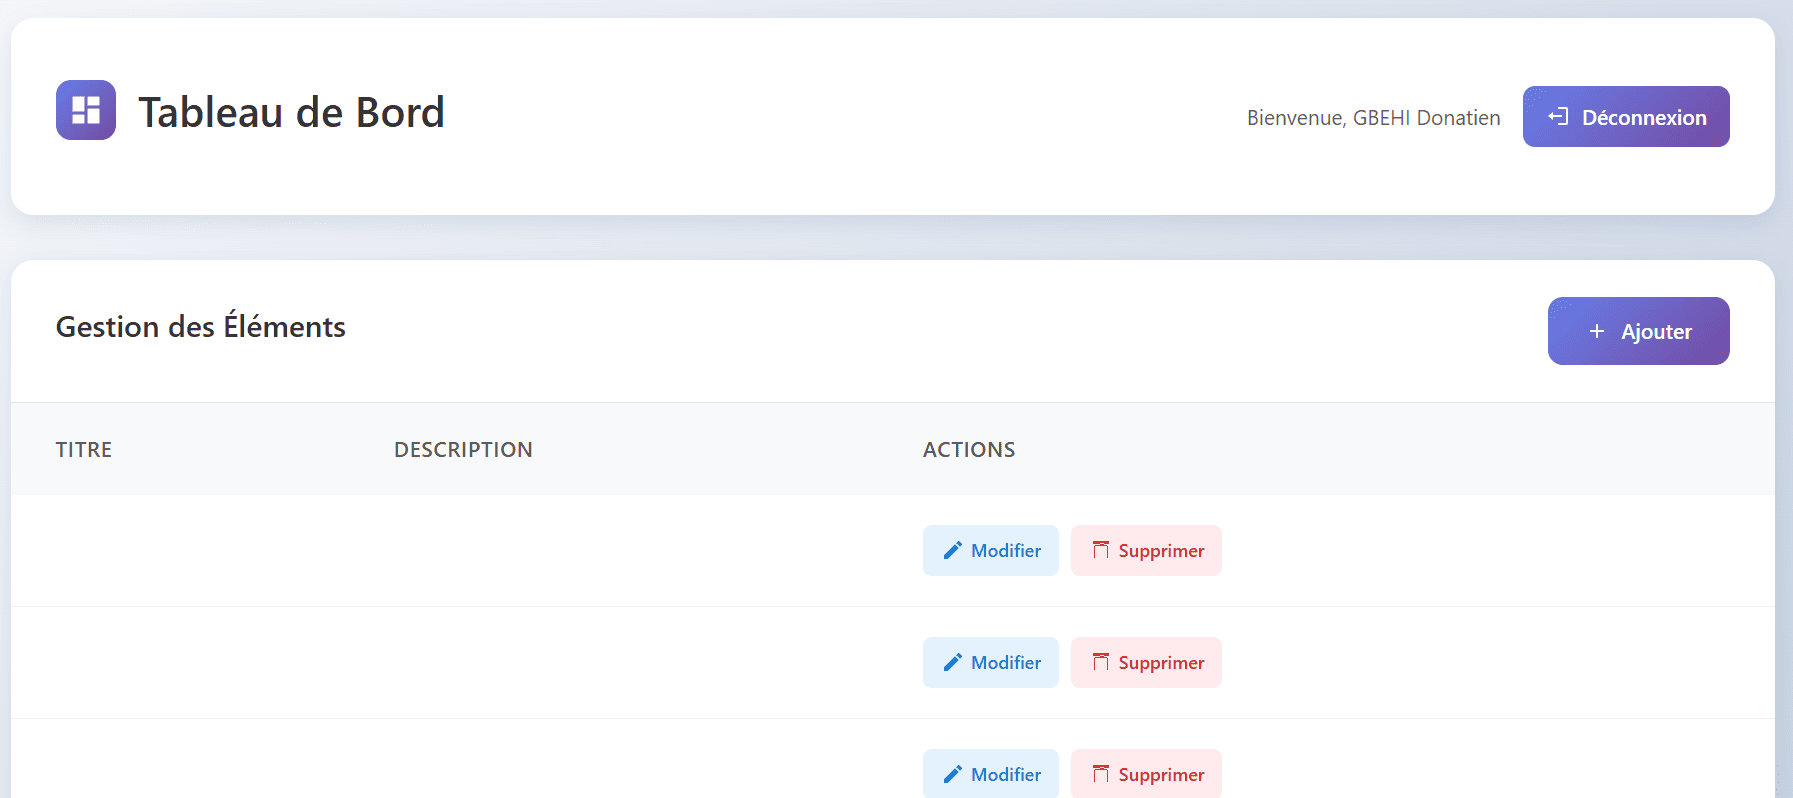 Tableau de Bord
Bienvenue, GBEHI Donatien
Déconnexion
Gestion des Éléments
+ Ajouter
TITRE DESCRIPTION ACTIONS
Modifier Supprimer
Modifier Supprimer
Modifier Supprimer